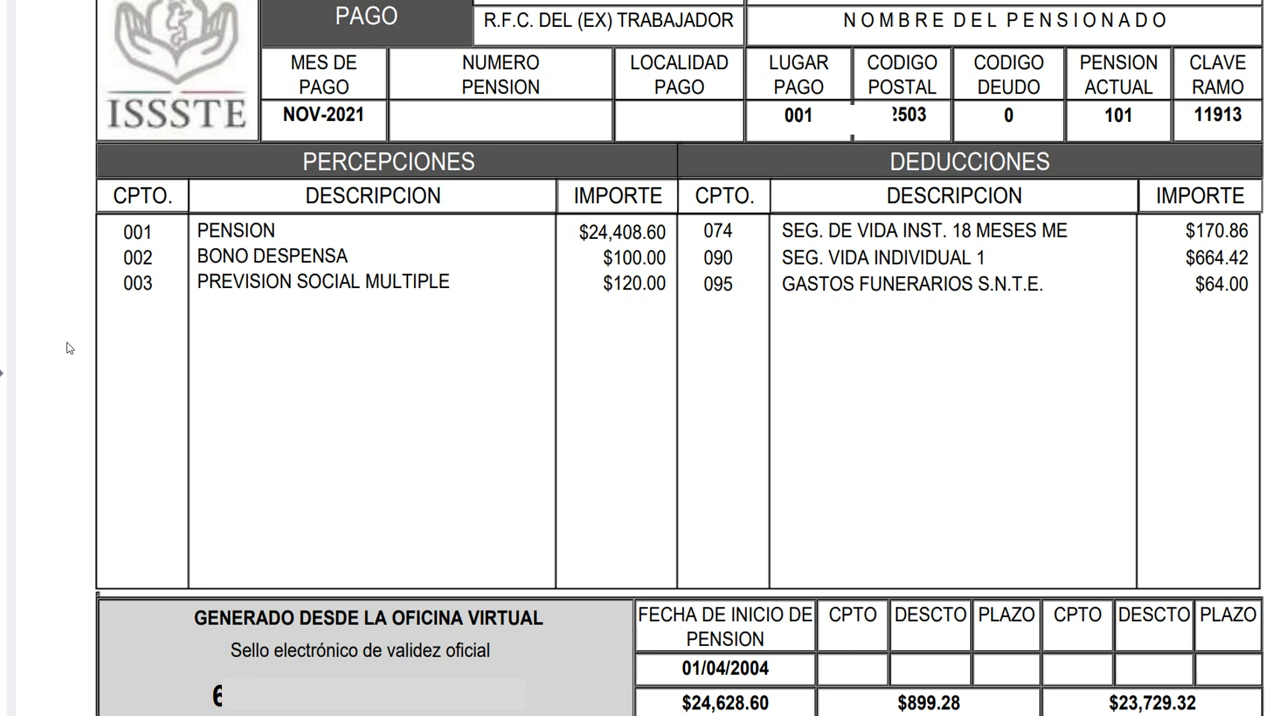 PAGO
R.F.C. DEL (EX) TRABAJADOR
NOMBRE DEL PENSIONADO
MES DE PAGO NUMERO PENSION LOCALIDAD PAGO LUGAR PAGO CODIGO POSTAL CODIGO DEUDO PENSION ACTUAL CLAVE RAMO
ISSSTE
NOV-2021 001 2503 0 101 11913
PERCEPCIONES DEDUCCIONES
CPTO. DESCRIPCION IMPORTE CPTO. DESCRIPCION IMPORTE
001 PENSION $24,408.60 074 SEG. DE VIDA INST. 18 MESES ME $170.86
002 BONO DESPENSA $100.00 090 SEG. VIDA INDIVIDUAL 1 $664.42
003 PREVISION SOCIAL MULTIPLE $120.00 095 GASTOS FUNERARIOS S.N.T.E. $64.00
GENERADO DESDE LA OFICINA VIRTUAL
Sello electrónico de validez oficial
6
FECHA DE INICIO DE PENSION CPTO DESCTO PLAZO CPTO DESCTO PLAZO
01/04/2004
$24,628.60 $899.28 $23,729.32